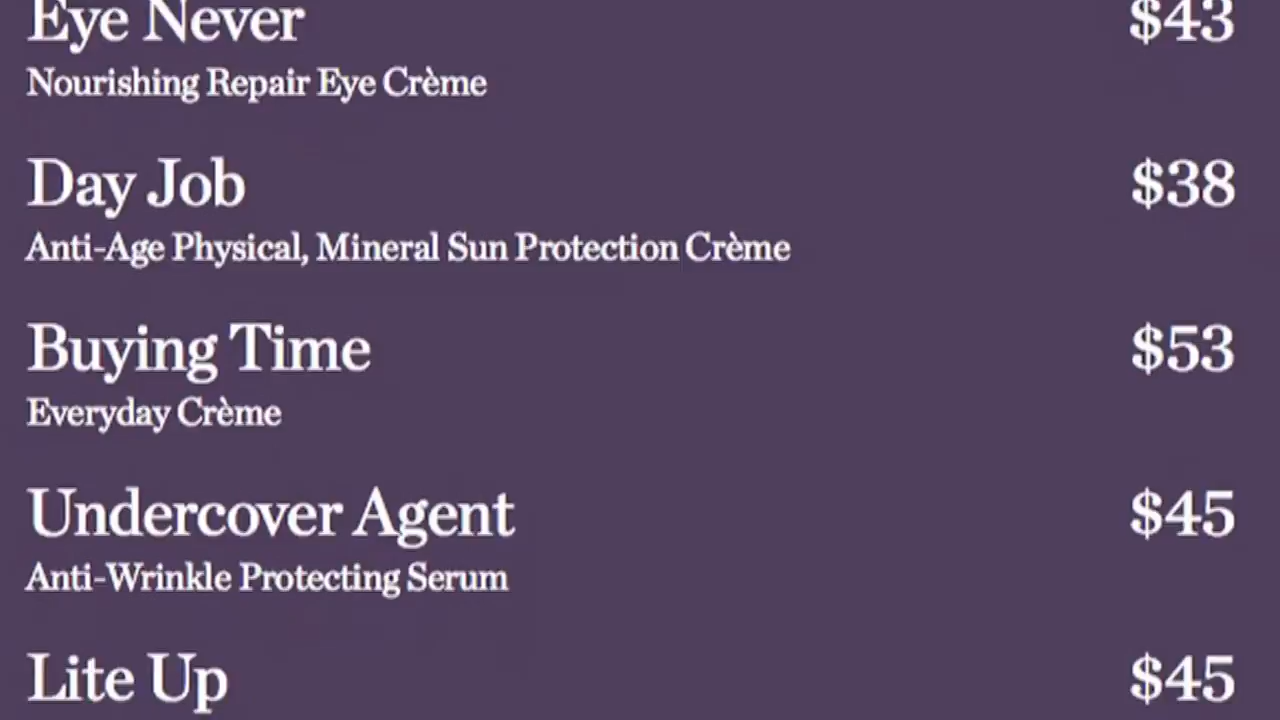 Eye Never $43
Nourishing Repair Eye Crème
Day Job $38
Anti-Age Physical, Mineral Sun Protection Crème
Buying Time $53
Everyday Crème
Undercover Agent $45
Anti-Wrinkle Protecting Serum
Lite Up $45